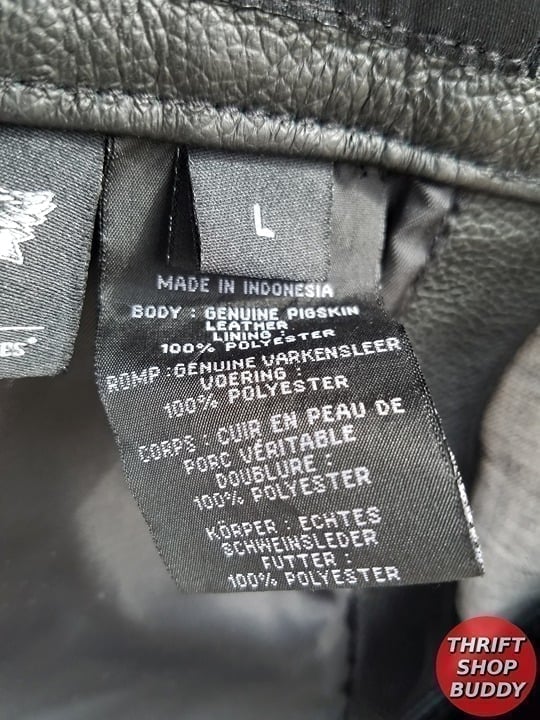 L
MADE IN INDONESIA
BODY : GENUINE PIGSKIN
LEATHER
LINING :
100% POLYESTER
ROMP :GENUINE VARKENSLEER
VOERING :
100% POLYESTER
CORPS : CUIR EN PEAU DE
PORC VÉRITABLE
DOUBLURE :
100% POLYESTER
KÖRPER : ECHTES
SCHWEINSLEDER
FUTTER :
100% POLYESTER
ES®
THRIFT
SHOP
BUDDY